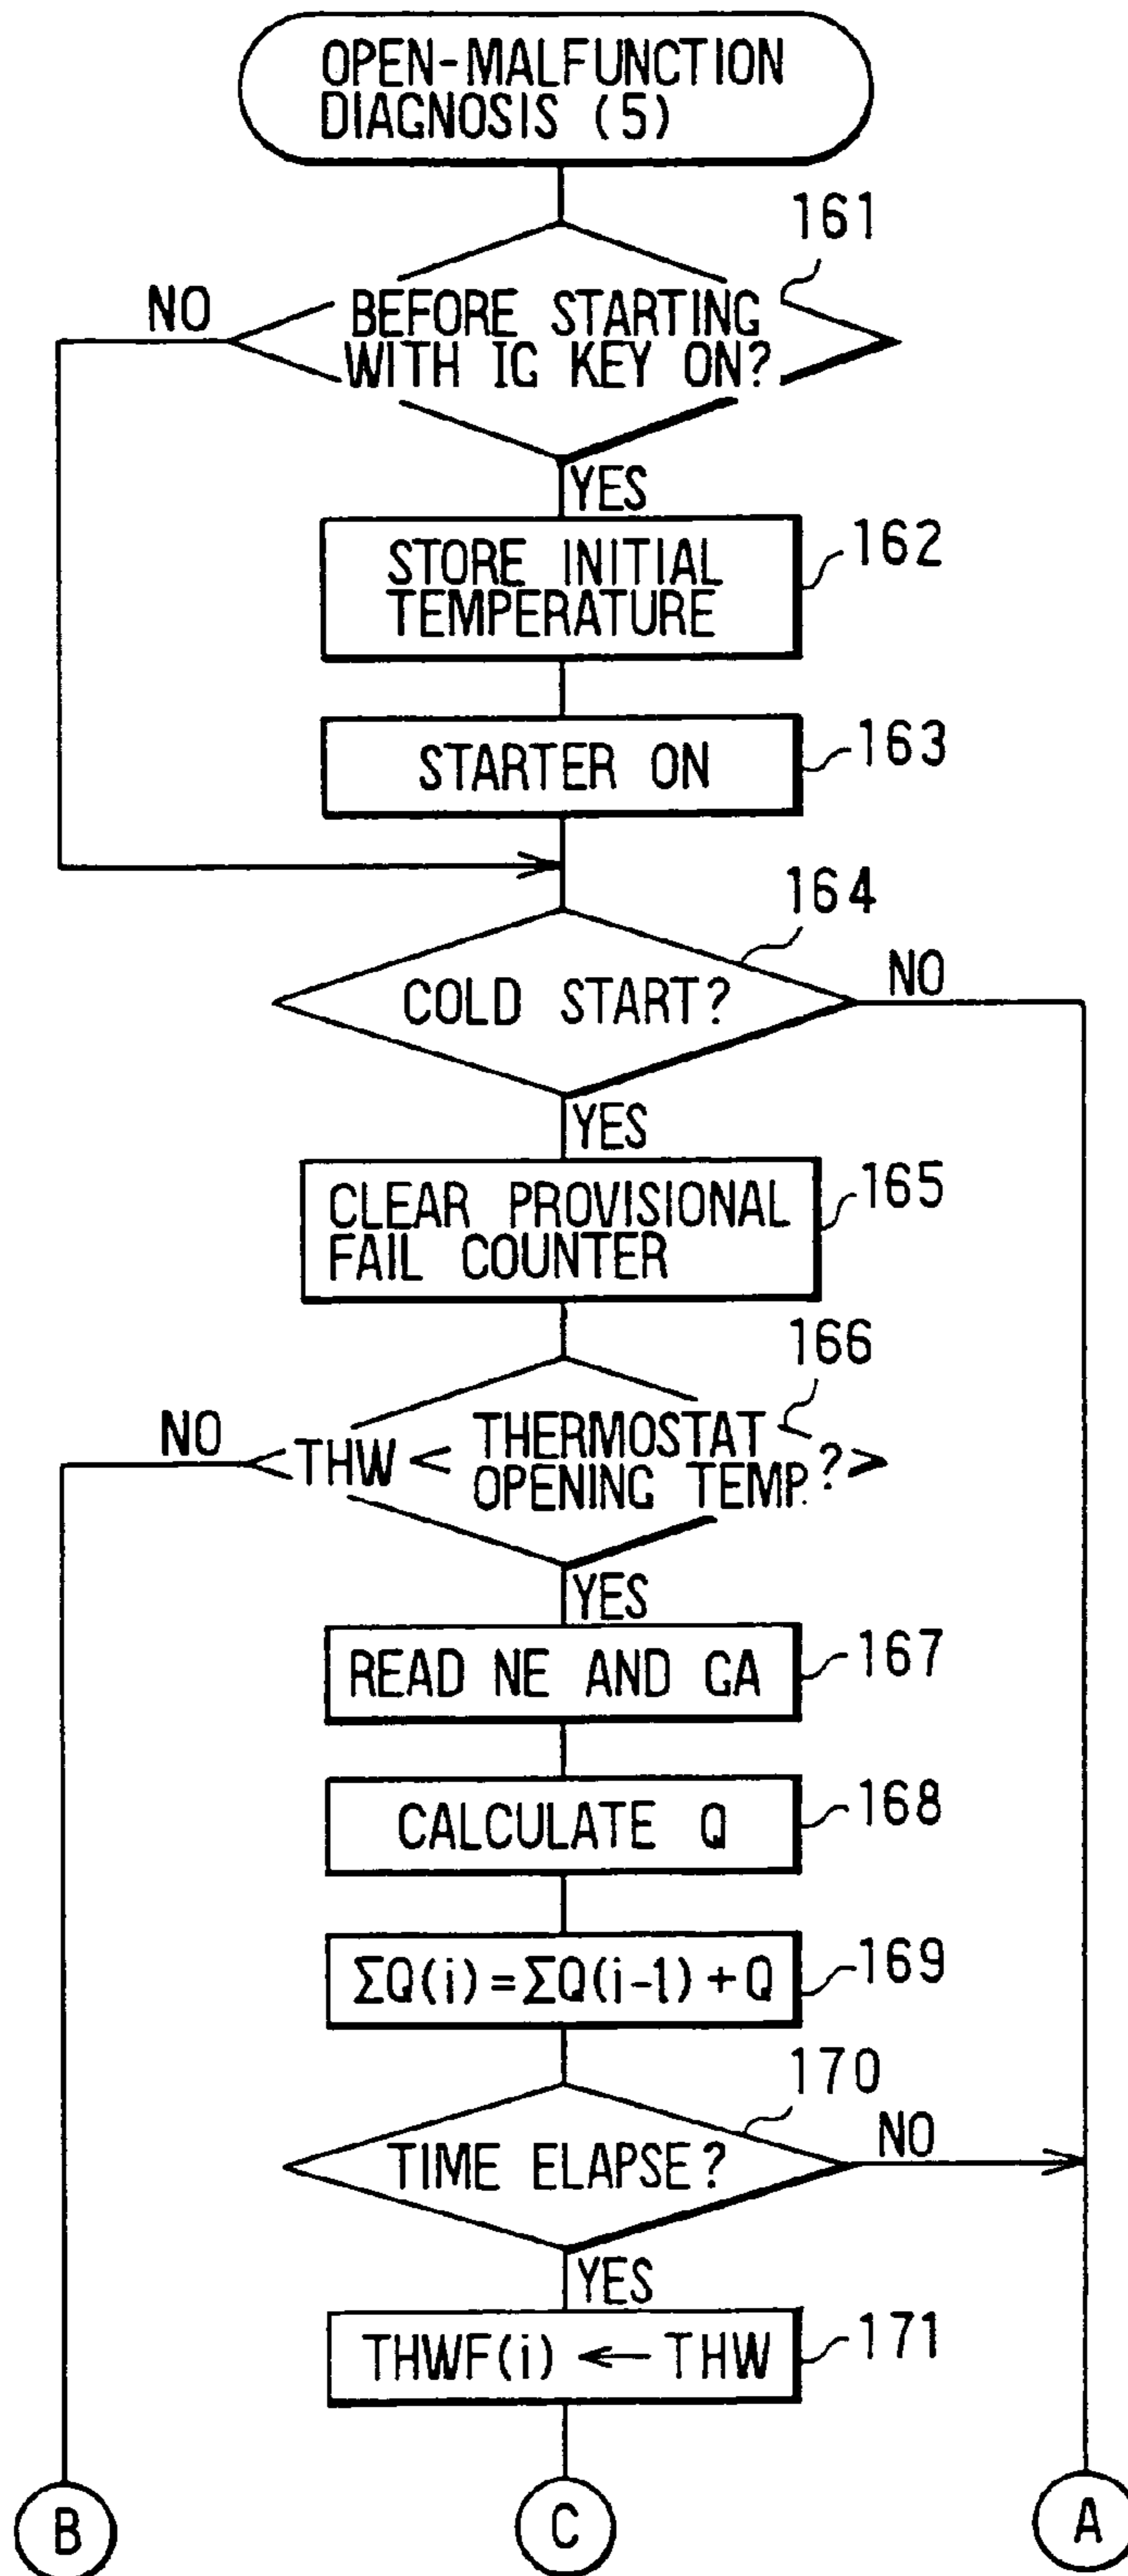 OPEN-MALFUNCTION
DIAGNOSIS (5)
161
NO
BEFORE STARTING
WITH IG KEY ON?
YES
STORE INITIAL
TEMPERATURE
162
STARTER ON
163
164
COLD START?
NO
YES
CLEAR PROVISIONAL
FAIL COUNTER
165
166
NO
THW < THERMOSTAT
OPENING TEMP. ?
YES
READ NE AND GA
167
CALCULATE Q
168
ΣQ(i)=ΣQ(i-1)+Q
169
170
TIME ELAPSE?
NO
YES
THWF(i) ← THW
171
B
C
A